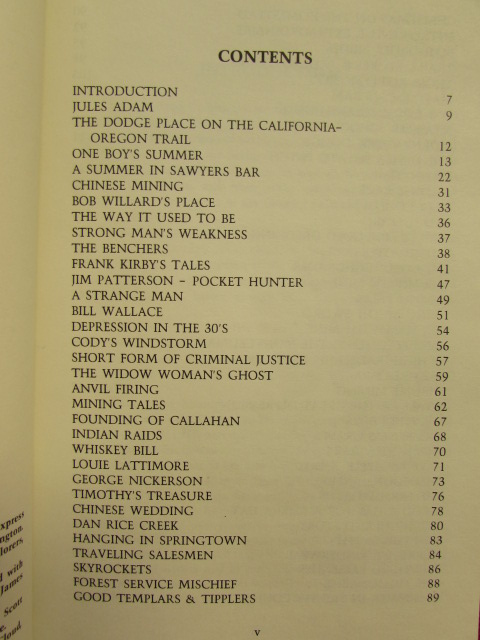 CONTENTS
INTRODUCTION 7
JULES ADAM 9
THE DODGE PLACE ON THE CALIFORNIA-
OREGON TRAIL 12
ONE BOY'S SUMMER 13
A SUMMER IN SAWYERS BAR 22
CHINESE MINING 31
BOB WILLARD'S PLACE 33
THE WAY IT USED TO BE 36
STRONG MAN'S WEAKNESS 37
THE BENCHERS 38
FRANK KIRBY'S TALES 41
JIM PATTERSON - POCKET HUNTER 47
A STRANGE MAN 49
BILL WALLACE 51
DEPRESSION IN THE 30'S 54
CODY'S WINDSTORM 56
SHORT FORM OF CRIMINAL JUSTICE 57
THE WIDOW WOMAN'S GHOST 59
ANVIL FIRING 61
MINING TALES 62
FOUNDING OF CALLAHAN 67
INDIAN RAIDS 68
WHISKEY BILL 70
LOUIE LATTIMORE 71
GEORGE NICKERSON 73
TIMOTHY'S TREASURE 76
CHINESE WEDDING 78
DAN RICE CREEK 80
HANGING IN SPRINGTOWN 83
TRAVELING SALESMEN 84
SKYROCKETS 86
FOREST SERVICE MISCHIEF 88
GOOD TEMPLARS & TIPPLERS 89
v
xpress
ngton.
lorers
with
James
Scott